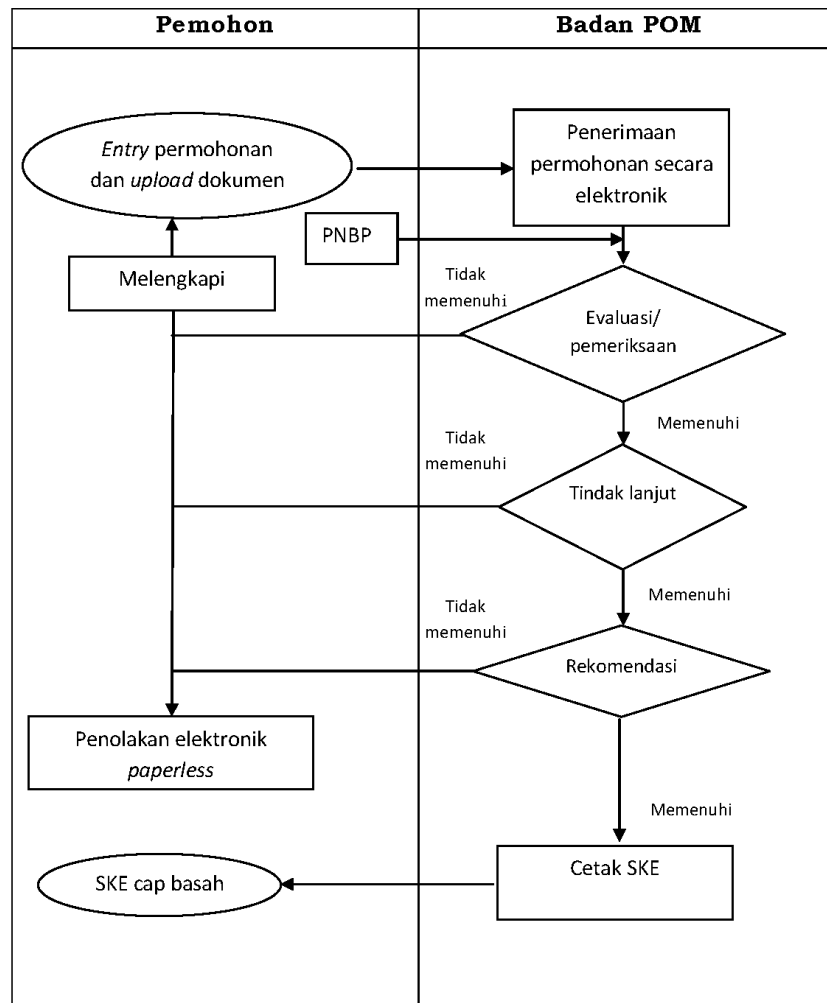 Pemohon
Badan POM
Entry permohonan
dan upload dokumen
Penerimaan
permohonan secara
elektronik
PNBP
Melengkapi
Tidak
memenuhi
Evaluasi/
pemeriksaan
Memenuhi
Tidak
memenuhi
Tindak lanjut
Memenuhi
Tidak
memenuhi
Rekomendasi
Penolakan elektronik
paperless
Memenuhi
SKE cap basah
Cetak SKE